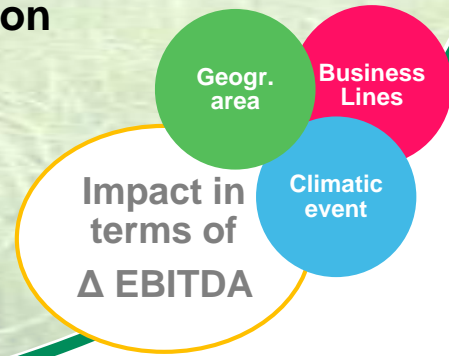 on
Geogr.
area
Business
Lines
Climatic
event
Impact in
terms of
Δ EBITDA